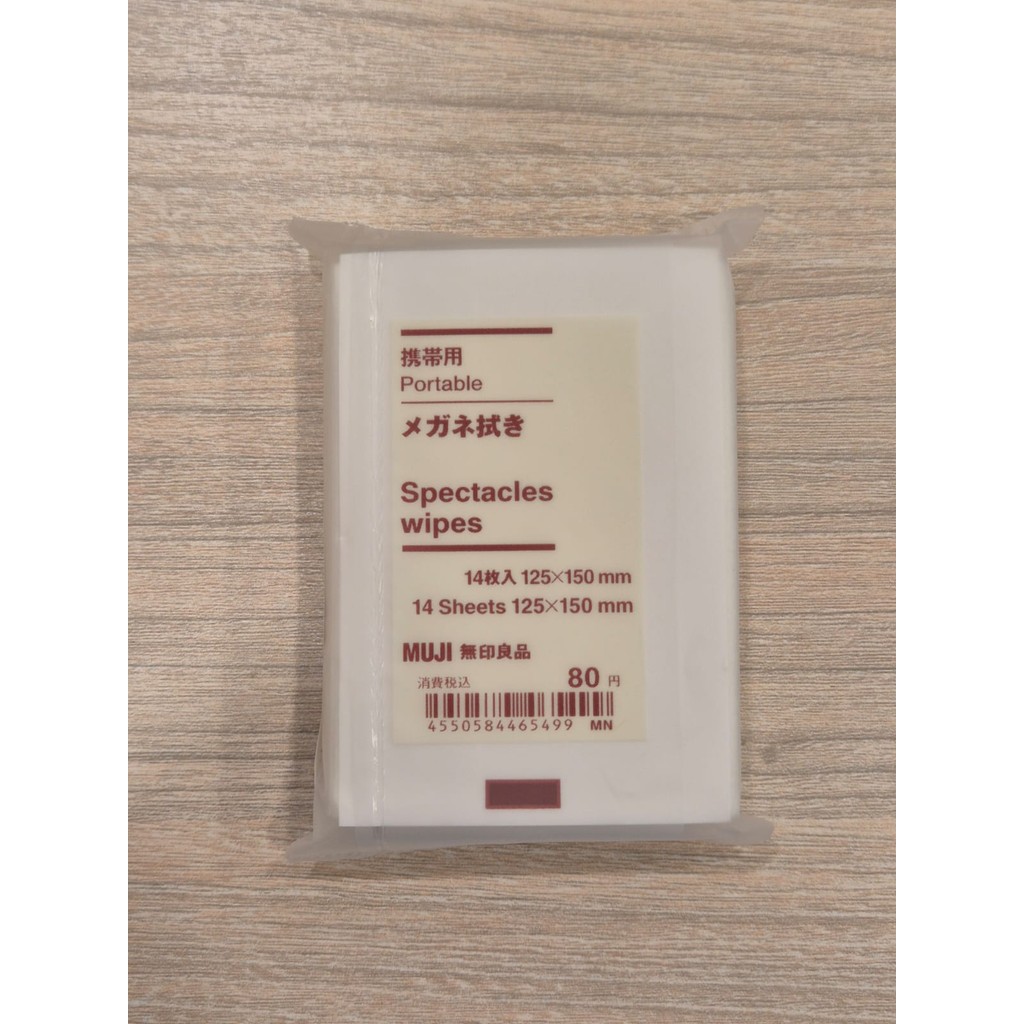 携帯用
Portable
メガネ拭き
Spectacles
wipes
14枚入 125×150 mm
14 Sheets 125×150 mm
MUJI 無印良品
消費税込 80 円
4550584465499 MN